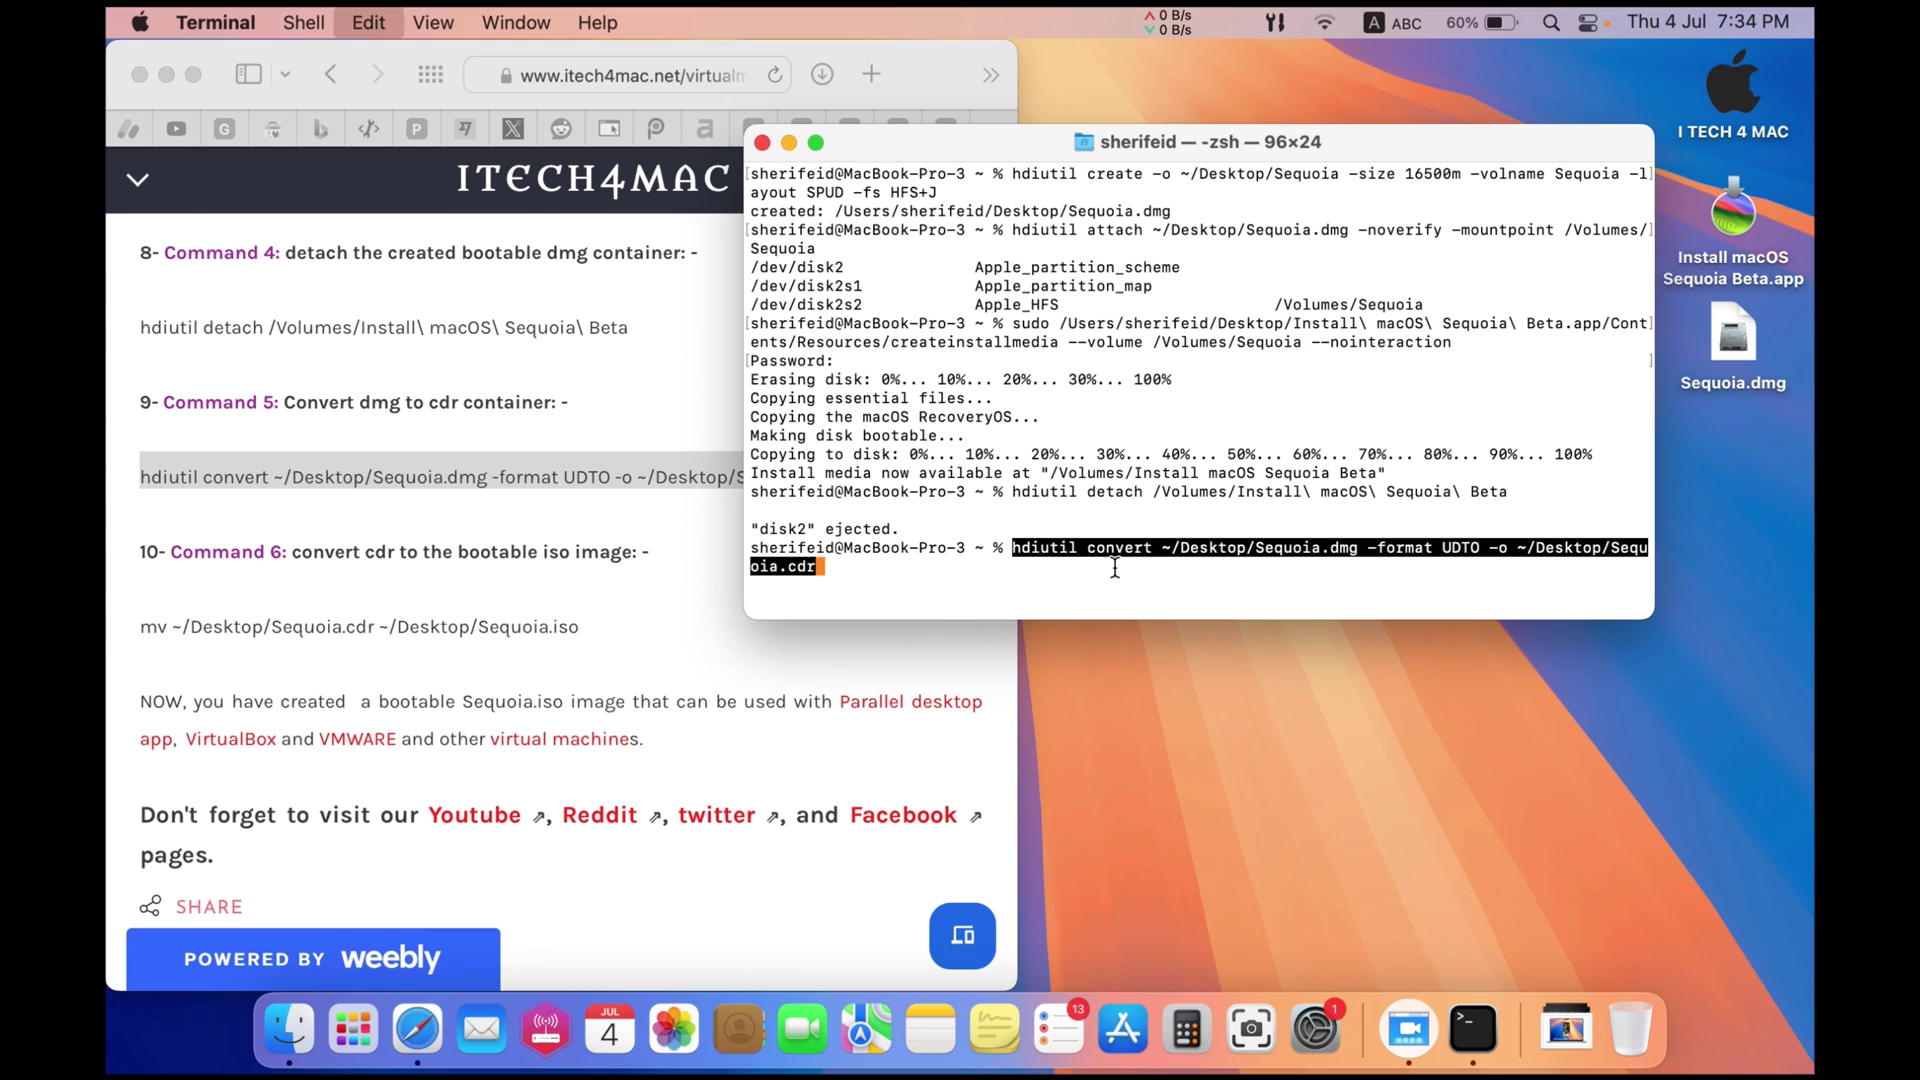 Terminal Shell Edit View Window Help
0 B/s
0 B/s
A ABC 60% Thu 4 Jul 7:34 PM
www.itech4mac.net/virtualm
ITECH4MAC
8- Command 4: detach the created bootable dmg container: -
hdiutil detach /Volumes/Install\ macOS\ Sequoia\ Beta
9- Command 5: Convert dmg to cdr container: -
hdiutil convert ~/Desktop/Sequoia.dmg -format UDTO -o ~/Desktop/S
10- Command 6: convert cdr to the bootable iso image: -
mv ~/Desktop/Sequoia.cdr ~/Desktop/Sequoia.iso
NOW, you have created a bootable Sequoia.iso image that can be used with Parallel desktop
app, VirtualBox and VMWARE and other virtual machines.
Don't forget to visit our Youtube ⇗, Reddit ⇗, twitter ⇗, and Facebook ⇗
pages.
SHARE
POWERED BY weebly
sherifeid — -zsh — 96×24
[sherifeid@MacBook-Pro-3 ~ % hdiutil create -o ~/Desktop/Sequoia -size 16500m -volname Sequoia -l]
ayout SPUD -fs HFS+J
created: /Users/sherifeid/Desktop/Sequoia.dmg
[sherifeid@MacBook-Pro-3 ~ % hdiutil attach ~/Desktop/Sequoia.dmg -noverify -mountpoint /Volumes/]
Sequoia
/dev/disk2 Apple_partition_scheme
/dev/disk2s1 Apple_partition_map
/dev/disk2s2 Apple_HFS /Volumes/Sequoia
[sherifeid@MacBook-Pro-3 ~ % sudo /Users/sherifeid/Desktop/Install\ macOS\ Sequoia\ Beta.app/Cont]
ents/Resources/createinstallmedia --volume /Volumes/Sequoia --nointeraction
[Password: ]
Erasing disk: 0%... 10%... 20%... 30%... 100%
Copying essential files...
Copying the macOS RecoveryOS...
Making disk bootable...
Copying to disk: 0%... 10%... 20%... 30%... 40%... 50%... 60%... 70%... 80%... 90%... 100%
Install media now available at "/Volumes/Install macOS Sequoia Beta"
sherifeid@MacBook-Pro-3 ~ % hdiutil detach /Volumes/Install\ macOS\ Sequoia\ Beta
"disk2" ejected.
sherifeid@MacBook-Pro-3 ~ % hdiutil convert ~/Desktop/Sequoia.dmg -format UDTO -o ~/Desktop/Sequ
oia.cdr
I TECH 4 MAC
Install macOS
Sequoia Beta.app
Sequoia.dmg
JUL
4
13
1